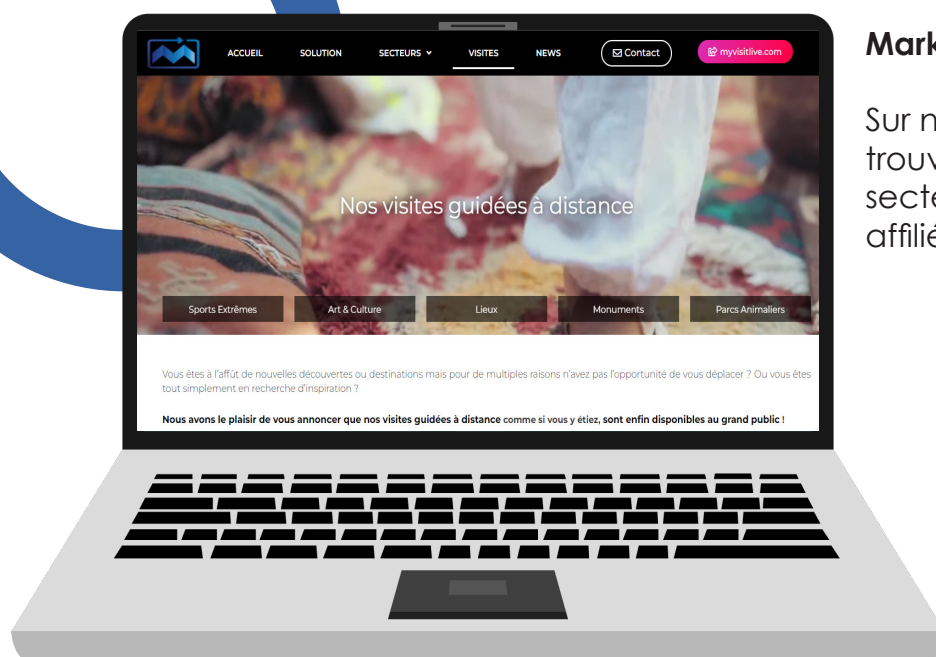 ACCUEIL SOLUTION SECTEURS VISITES NEWS Contact myvisitlive.com
Nos visites guidées à distance
Sports Extrêmes Art & Culture Lieux Monuments Parcs Animaliers
Vous êtes à l'affût de nouvelles découvertes ou destinations mais pour de multiples raisons n'avez pas l'opportunité de vous déplacer ? Ou vous êtes
tout simplement en recherche d'inspiration ?
Nous avons le plaisir de vous annoncer que nos visites guidées à distance comme si vous y étiez, sont enfin disponibles au grand public !
Mark
Sur n
trouv
secte
affilié